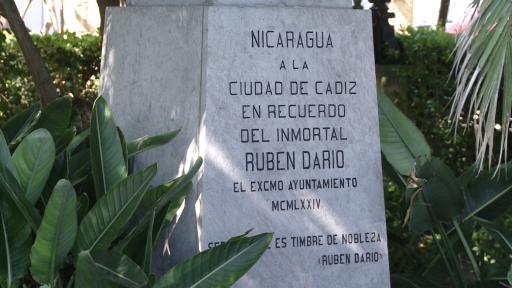 NICARAGUA
A LA
CIUDAD DE CADIZ
EN RECUERDO
DEL INMORTAL
RUBEN DARIO
EL EXCMO AYUNTAMIENTO
MCMLXXIV
ES TIMBRE DE NOBLEZA
(RUBEN DARIO)